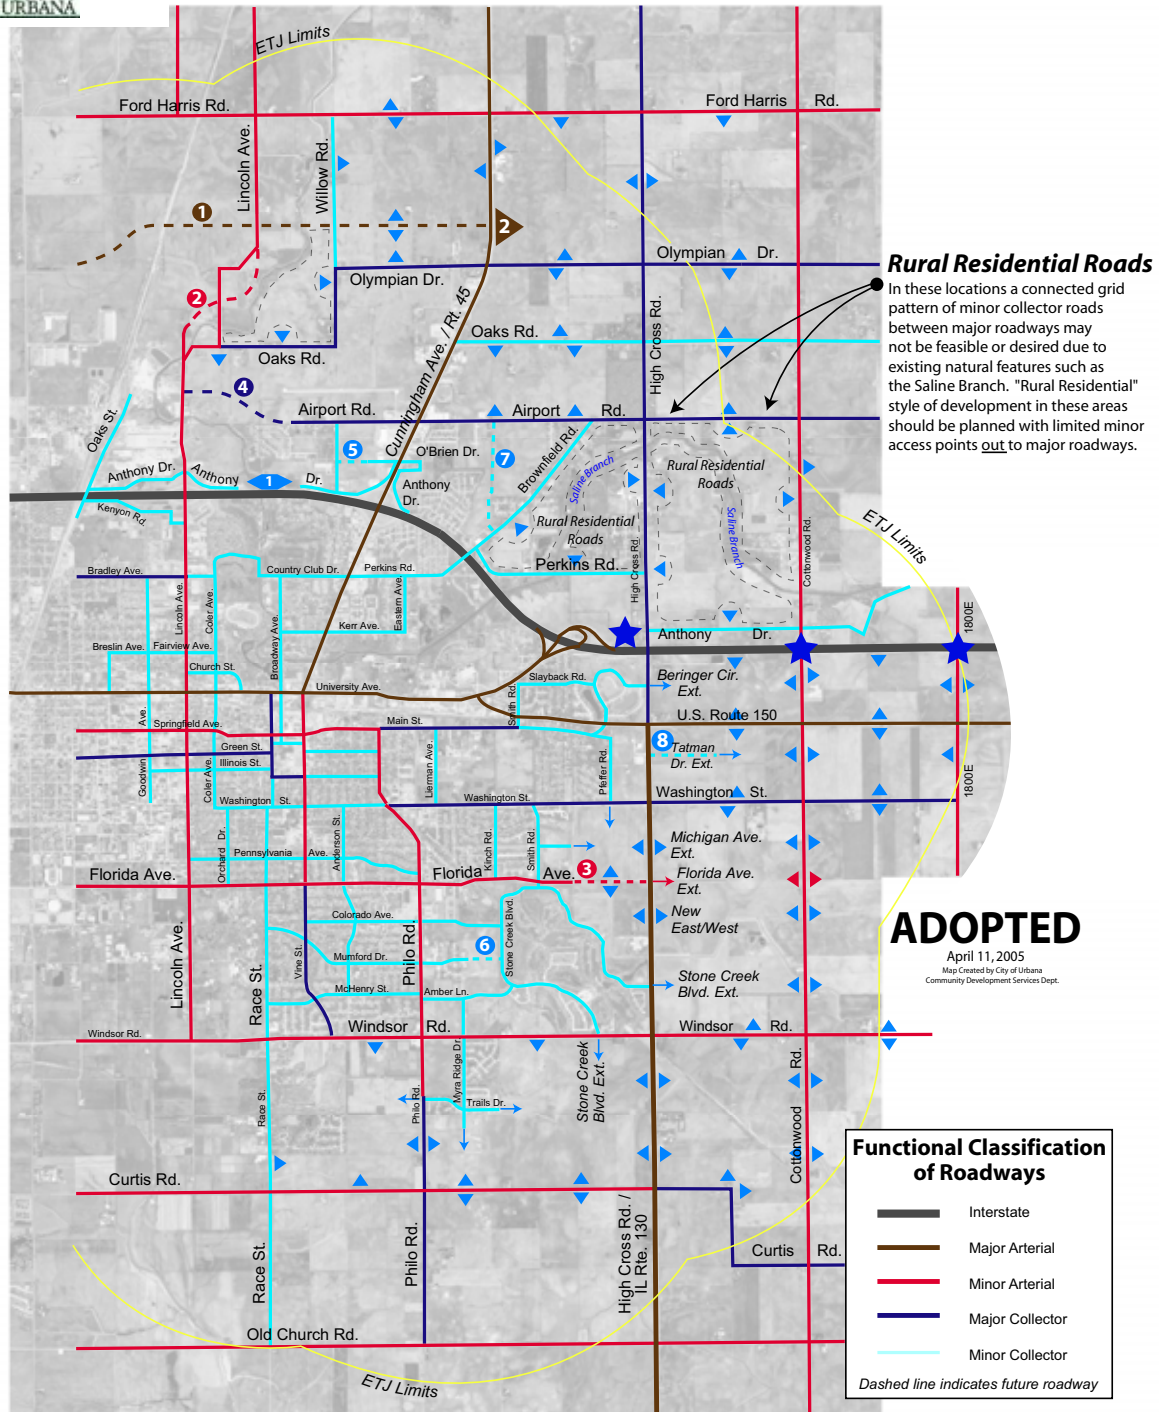 URBANA
ETJ Limits
Ford Harris Rd.
Ford Harris Rd.
Lincoln Ave.
Willow Rd.
1
2
Olympian Dr.
Olympian Dr.
2
Cunningham Ave. / Rt. 45
High Cross Rd.
Oaks Rd.
Oaks Rd.
4
Airport Rd.
Airport Rd.
Rural Residential Roads
In these locations a connected grid
pattern of minor collector roads
between major roadways may
not be feasible or desired due to
existing natural features such as
the Saline Branch. "Rural Residential"
style of development in these areas
should be planned with limited minor
access points out to major roadways.
Oaks St.
5
O'Brien Dr.
7
Brownfield Rd.
Saline Branch
Rural Residential
Roads
Anthony Dr.
Anthony
1
Dr.
Anthony
Dr.
Kenyon Rd.
Rural Residential
Roads
Saline Branch
Cottonwood Rd.
ETJ Limits
Perkins Rd.
High Cross Rd.
Bradley Ave.
Country Club Dr.
Perkins Rd.
Lincoln Ave.
Coler Ave.
Broadway Ave.
Eastern Ave.
Kerr Ave.
Breslin Ave.
Fairview Ave.
Church St.
Anthony Dr.
1800E
University Ave.
Slayback Rd.
Smith Rd.
Beringer Cir.
Ext.
U.S. Route 150
Goodwin Ave.
Springfield Ave.
Main St.
Green St.
Illinois St.
Coler Ave.
Lierman Ave.
Pfeffer Rd.
8
Tatman
Dr. Ext.
1800E
Washington St.
Washington St.
Washington St.
Orchard Dr.
Pennsylvania Ave.
Anderson St.
Kinch Rd.
Smith Rd.
Michigan Ave.
Ext.
Florida Ave.
Florida Ave.
3
Florida Ave.
Ext.
Colorado Ave.
Stone Creek Blvd.
New
East/West
Lincoln Ave.
Race St.
Vine St.
Mumford Dr.
Philo Rd.
6
McHenry St.
Amber Ln.
Stone Creek
Blvd. Ext.
ADOPTED
April 11, 2005
Map Created by City of Urbana
Community Development Services Dept.
Windsor Rd.
Windsor Rd.
Windsor Rd.
Race St.
Philo Rd.
Myra Ridge Dr.
Trails Dr.
Stone Creek
Blvd. Ext.
Cottonwood Rd.
Curtis Rd.
Race St.
Philo Rd.
High Cross Rd. /
IL Rte. 130
Curtis Rd.
Old Church Rd.
ETJ Limits
Functional Classification
of Roadways
Interstate
Major Arterial
Minor Arterial
Major Collector
Minor Collector
Dashed line indicates future roadway